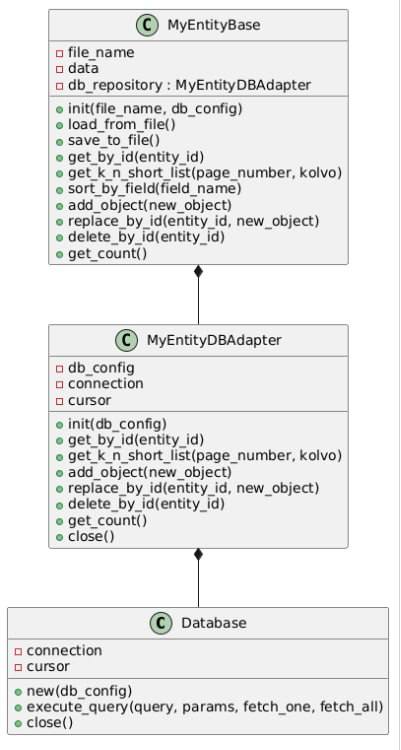 C MyEntityBase
file_name
data
db_repository : MyEntityDBAdapter
init(file_name, db_config)
load_from_file()
save_to_file()
get_by_id(entity_id)
get_k_n_short_list(page_number, kolvo)
sort_by_field(field_name)
add_object(new_object)
replace_by_id(entity_id, new_object)
delete_by_id(entity_id)
get_count()
C MyEntityDBAdapter
db_config
connection
cursor
init(db_config)
get_by_id(entity_id)
get_k_n_short_list(page_number, kolvo)
add_object(new_object)
replace_by_id(entity_id, new_object)
delete_by_id(entity_id)
get_count()
close()
C Database
connection
cursor
new(db_config)
execute_query(query, params, fetch_one, fetch_all)
close()